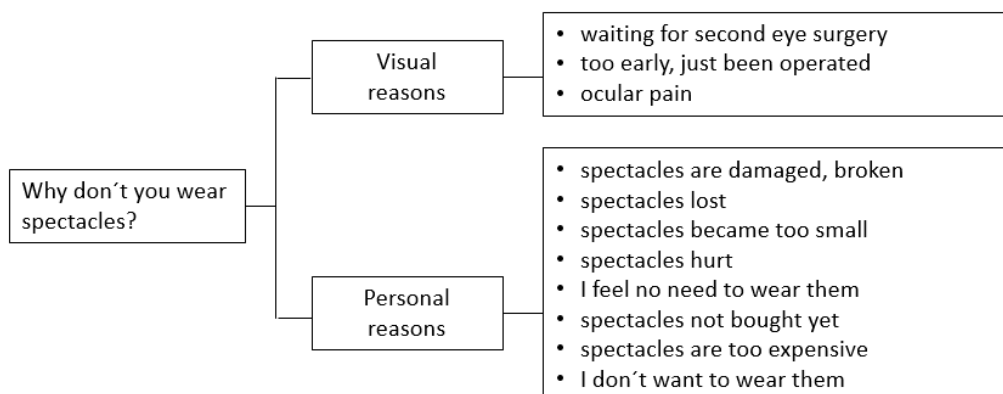 Why don´t you wear
spectacles?
Visual
reasons
• waiting for second eye surgery
• too early, just been operated
• ocular pain
Personal
reasons
• spectacles are damaged, broken
• spectacles lost
• spectacles became too small
• spectacles hurt
• I feel no need to wear them
• spectacles not bought yet
• spectacles are too expensive
• I don´t want to wear them